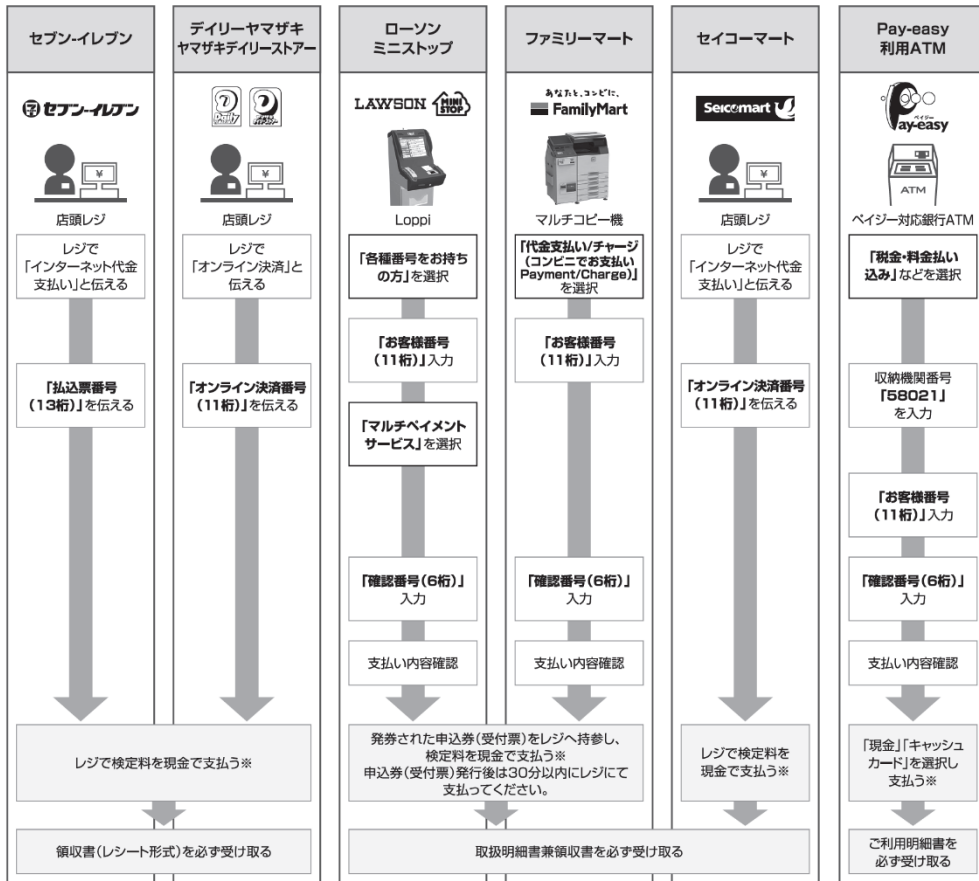 セブン-イレブン
デイリーヤマザキ
ヤマザキデイリーストアー
ローソン
ミニストップ
ファミリーマート
セイコーマート
Pay-easy
利用ATM
セブン-イレブン
Daily
LAWSON
MINI
STOP
あなたと、コンビに、
FamilyMart
Seicomart
ペイジー
Pay-easy
¥
¥
¥
ATM
店頭レジ
店頭レジ
Loppi
マルチコピー機
店頭レジ
ペイジー対応銀行ATM
レジで
「インターネット代金
支払い」と伝える
レジで
「オンライン決済」と
伝える
「各種番号をお持ち
の方」を選択
「代金支払い/チャージ
(コンビニでお支払い
Payment/Charge)」
を選択
レジで
「インターネット代金
支払い」と伝える
「税金・料金払い
込み」などを選択
「お客様番号
(11桁)」入力
「お客様番号
(11桁)」入力
「払込票番号
(13桁)」を伝える
「オンライン決済番号
(11桁)」を伝える
「マルチペイメント
サービス」を選択
「オンライン決済番号
(11桁)」を伝える
収納機関番号
「58021」
を入力
「お客様番号
(11桁)」入力
「確認番号(6桁)」
入力
「確認番号(6桁)」
入力
「確認番号(6桁)」
入力
支払い内容確認
支払い内容確認
支払い内容確認
レジで検定料を現金で支払う※
発券された申込券(受付票)をレジへ持参し、
検定料を現金で支払う※
申込券(受付票)発行後は30分以内にレジにて
支払ってください。
レジで検定料を
現金で支払う※
「現金」「キャッシュ
カード」を選択し
支払う※
領収書(レシート形式)を必ず受け取る
取扱明細書兼領収書を必ず受け取る
ご利用明細書を
必ず受け取る